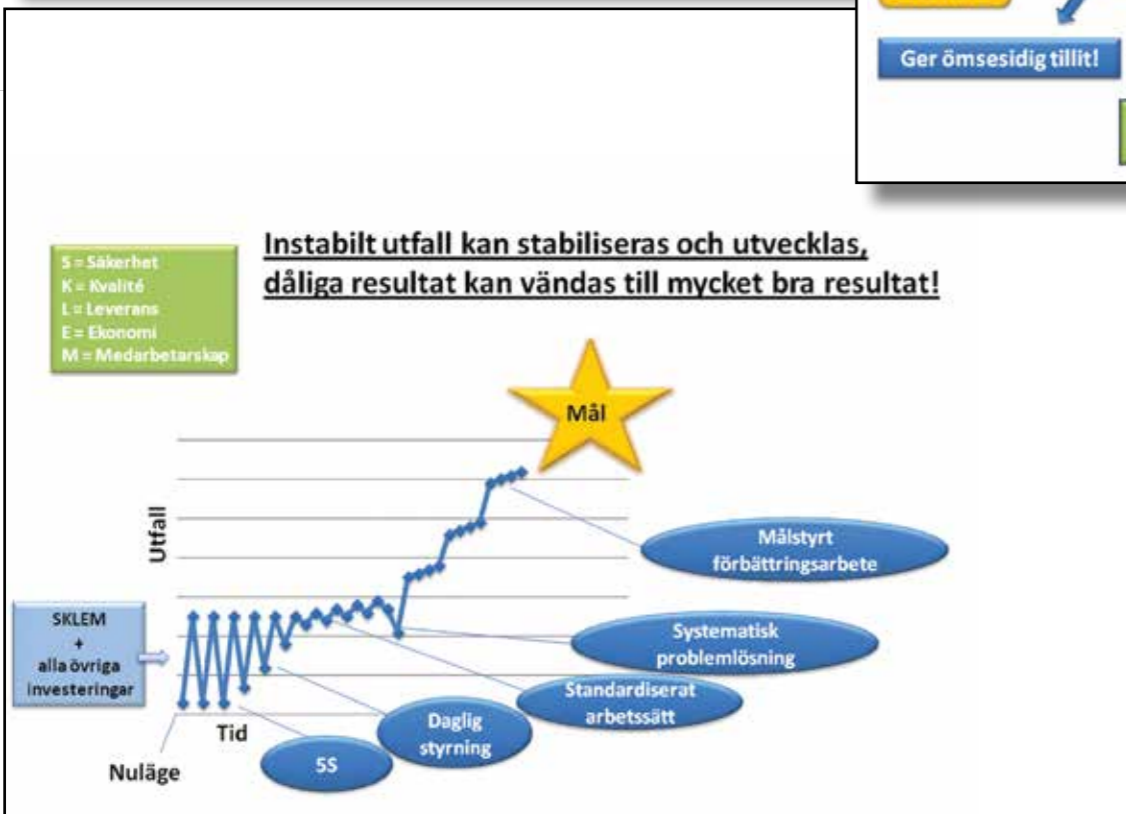 Ger ömsesidig tillit!
Instabilt utfall kan stabiliseras och utvecklas,
dåliga resultat kan vändas till mycket bra resultat!
S = Säkerhet
K = Kvalité
L = Leverans
E = Ekonomi
M = Medarbetarskap
Mål
Utfall
Målstyrt
förbättringsarbete
SKLEM
+
alla övriga
investeringar
Systematisk
problemlösning
Standardiserat
arbetssätt
Daglig
styrning
Tid
5S
Nuläge